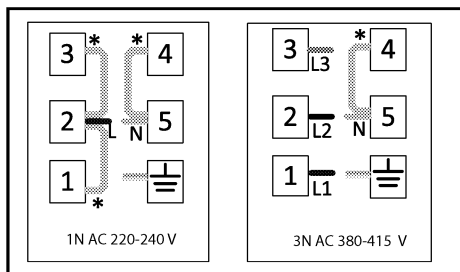 3 * * 4
2 L N 5
1 *
1N AC 220-240 V
3 L3 * 4
2 L2 N 5
1 L1
3N AC 380-415 V